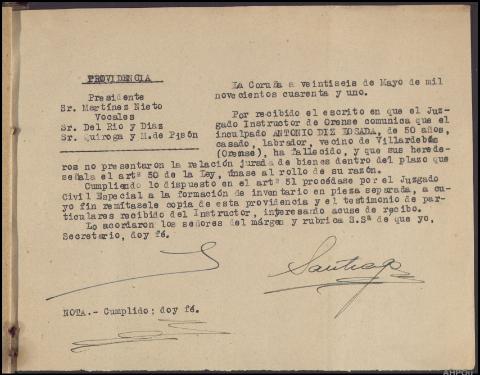 PROVIDENCIA
Presidente
Sr. Martínez Nieto
Vocales
Sr. Del Rio y Diaz
Sr. Quiroga y M.de Pisón
La Coruña a veintiseis de Mayo de mil
novecientos cuarenta y uno.
Por recibido el escrito en que el Juz-
gado Instructor de Orense comunica que el
inculpado ANTONIO DIZ LOSADA, de 50 años,
casado, labrador, vecino de Villardebós
(Orense), ha fallecido, y que sus herede-
ros no presentaron la relación jurada de bienes dentro del plazo que
señala el artº 50 de la Ley, únase al rollo de su razón.
Cumpliendo lo dispuesto en el artº 51 procédase por el Juzgado
Civil Especial a la formación de inventario en pieza separada, a cu-
yo fin remítasele copia de esta providencia y el testimonio de par-
ticulares recibido del Instructor, interesando acuse de recibo.
Lo acordaron los señores del márgen y rubrica S.Sª de que yo,
Secretario, doy fé.
Santiago
NOTA.- Cumplido; doy fé.
AHPOu